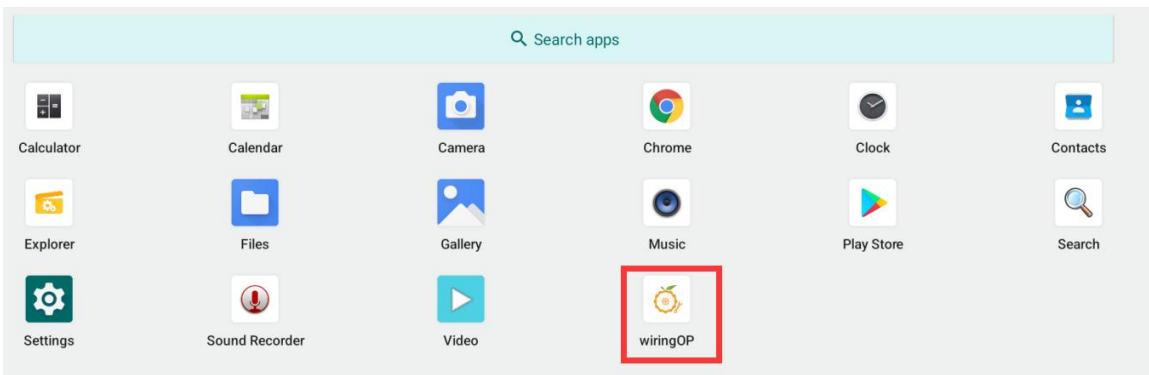 Search apps
Calculator
Calendar
Camera
Chrome
Clock
Contacts
Explorer
Files
Gallery
Music
Play Store
Search
Settings
Sound Recorder
Video
wiringOP